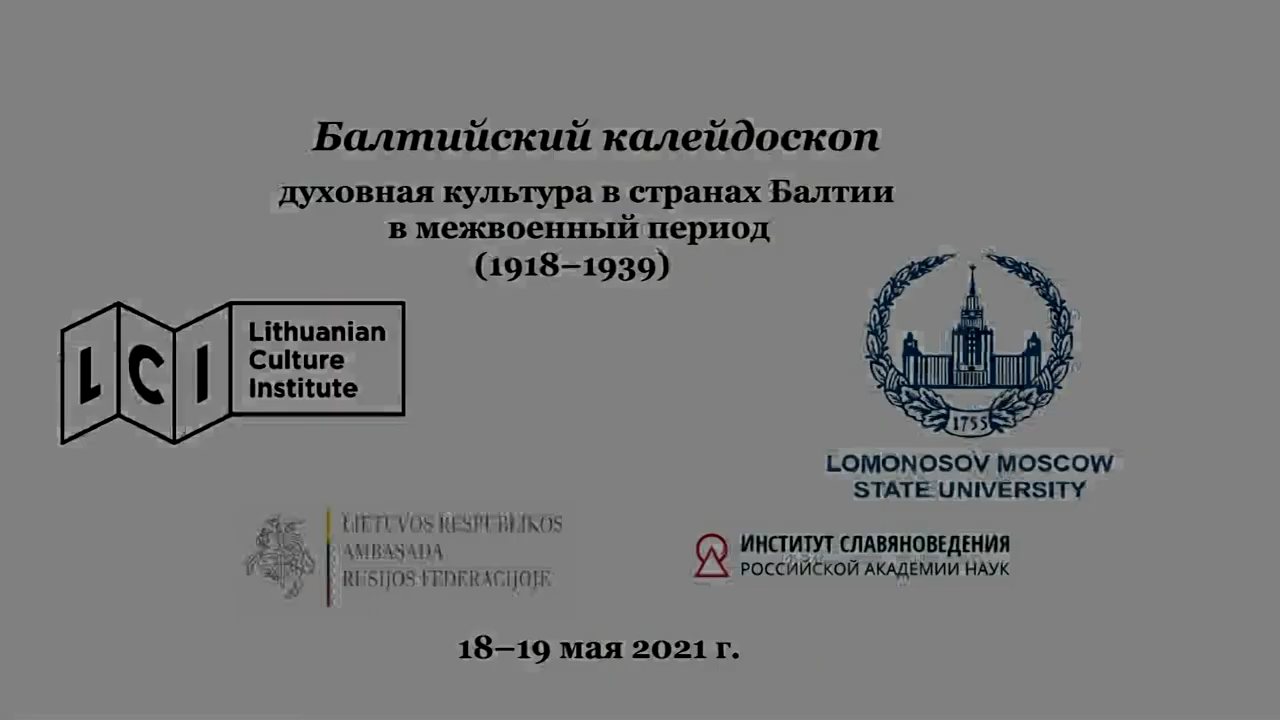 Балтийский калейдоскоп
духовная культура в странах Балтии
в межвоенный период
(1918–1939)
LCI
Lithuanian
Culture
Institute
1755
LOMONOSOV MOSCOW
STATE UNIVERSITY
LIETUVOS RESPUBLIKOS
AMBASADA
RUSIJOS FEDERACIJOJE
ИНСТИТУТ СЛАВЯНОВЕДЕНИЯ
РОССИЙСКОЙ АКАДЕМИИ НАУК
18–19 мая 2021 г.